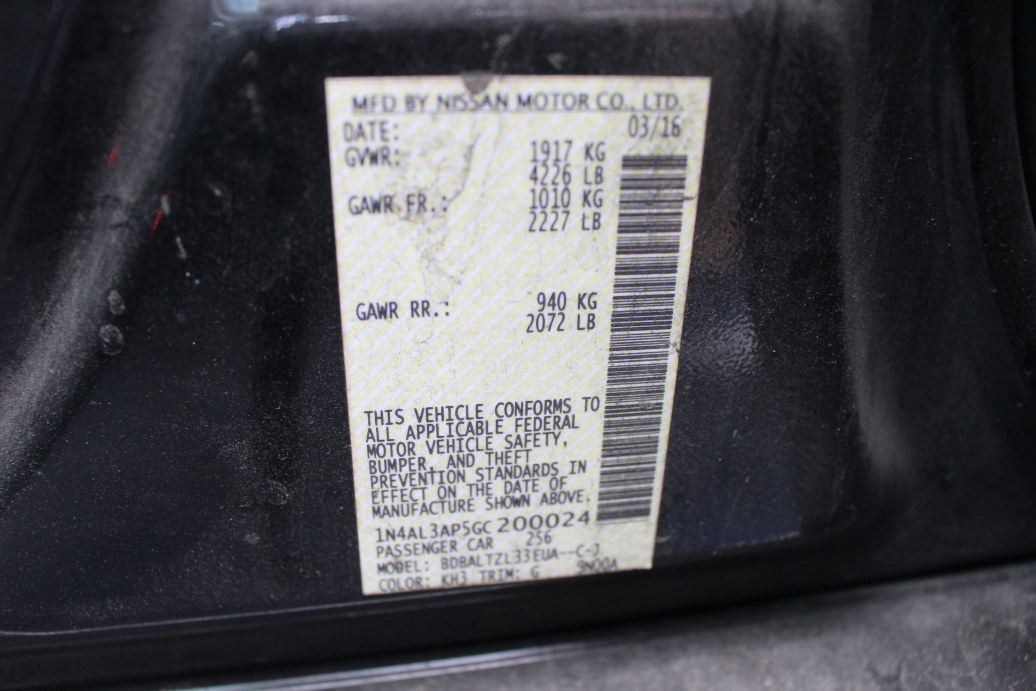 MFD BY NISSAN MOTOR CO., LTD.
DATE: 03/16
GVWR: 1917 KG
4226 LB
GAWR FR.: 1010 KG
2227 LB
GAWR RR.: 940 KG
2072 LB
THIS VEHICLE CONFORMS TO
ALL APPLICABLE FEDERAL
MOTOR VEHICLE SAFETY,
BUMPER, AND THEFT
PREVENTION STANDARDS IN
EFFECT ON THE DATE OF
MANUFACTURE SHOWN ABOVE.
1N4AL3AP5GC200024
PASSENGER CAR 256
MODEL: BDBALTZL33EUA--C-J
COLOR: KH3 TRIM: G 9N00A